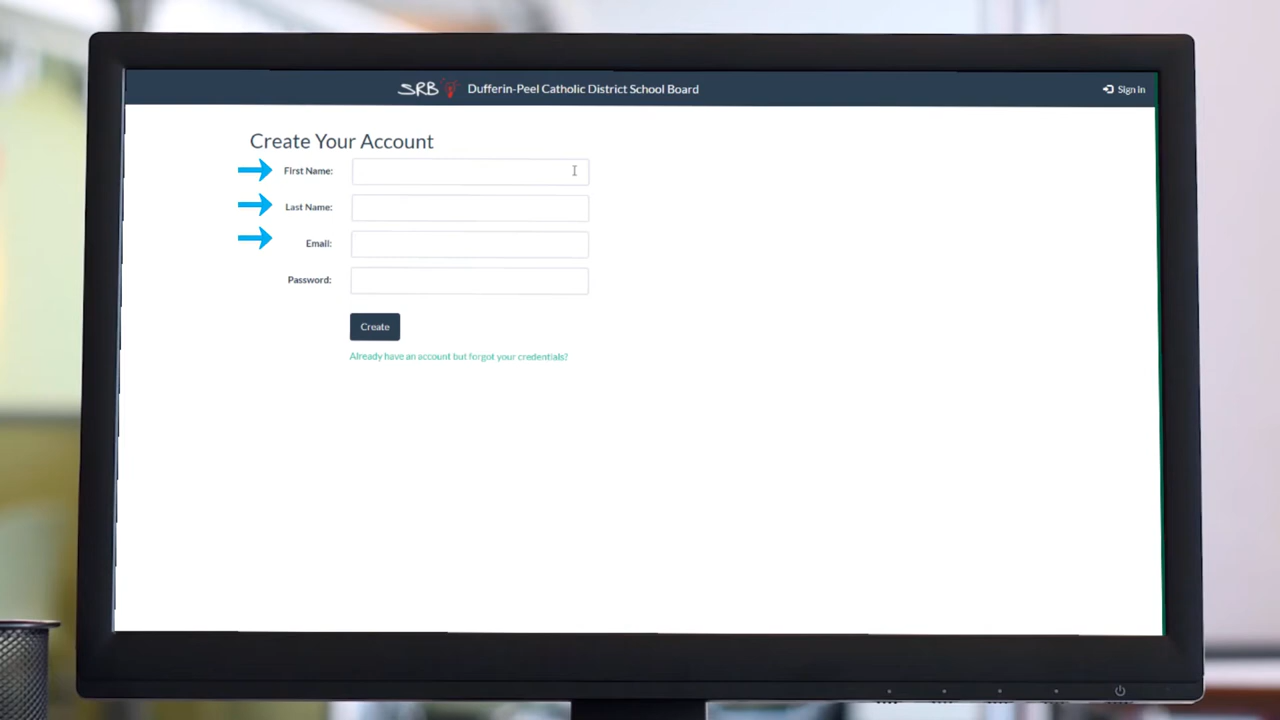 SRB Dufferin-Peel Catholic District School Board
Sign in
Create Your Account
First Name:
Last Name:
Email:
Password:
Create
Already have an account but forgot your credentials?